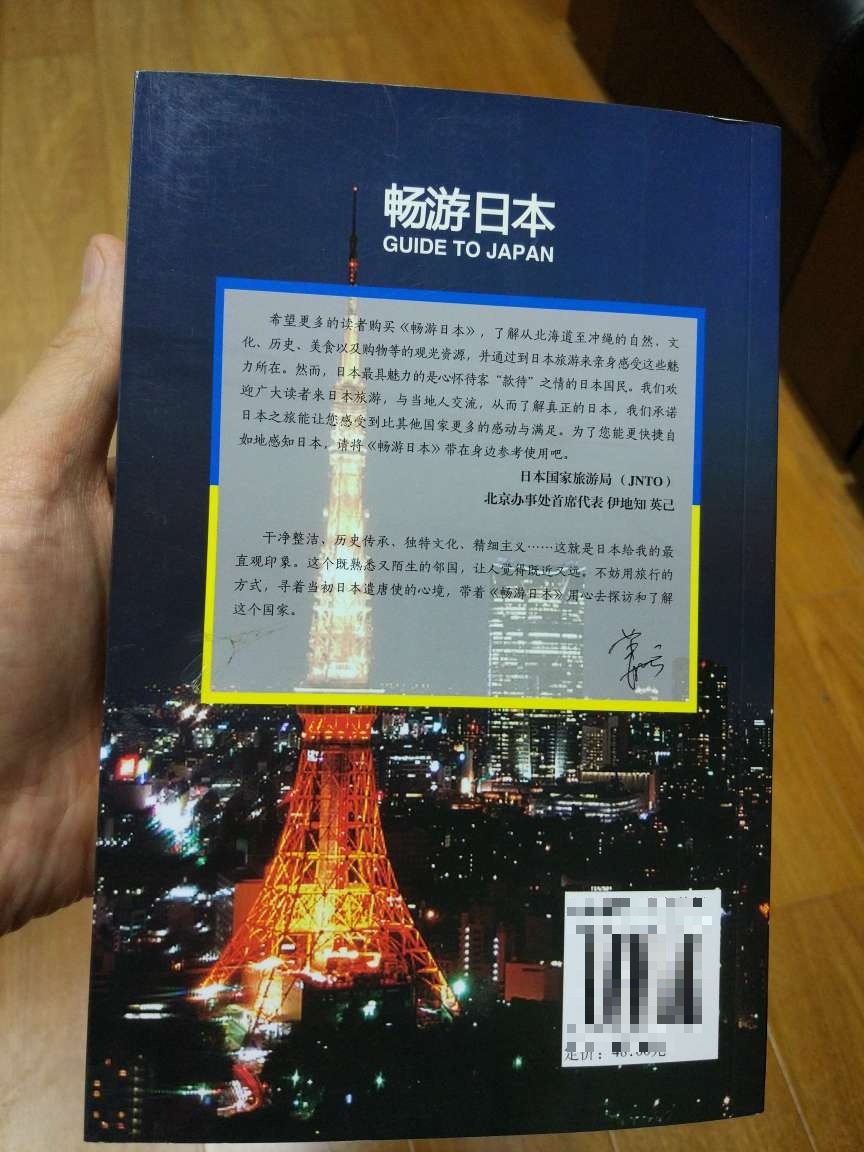 畅游日本
GUIDE TO JAPAN
希望更多的读者购买《畅游日本》，了解从北海道至冲绳的自然、文
化、历史、美食以及购物等的观光资源，并通过到日本旅游来亲身感受这些魅
力所在。然而，日本最具魅力的是心怀待客“款待”之情的日本国民。我们欢
迎广大读者来日本旅游，与当地人交流，从而了解真正的日本，我们承诺
日本之旅能让您感受到比其他国家更多的感动与满足。为了您能更快捷自
如地感知日本，请将《畅游日本》带在身边参考使用吧。
日本国家旅游局（JNTO）
北京办事处首席代表 伊地知 英己
干净整洁、历史传承、独特文化、精细主义……这就是日本给我的最
直观印象。这个既熟悉又陌生的邻国，让人觉得既近又远。不妨用旅行的
方式，寻着当初日本遣唐使的心境，带着《畅游日本》用心去探访和了解
这个国家。
定价：